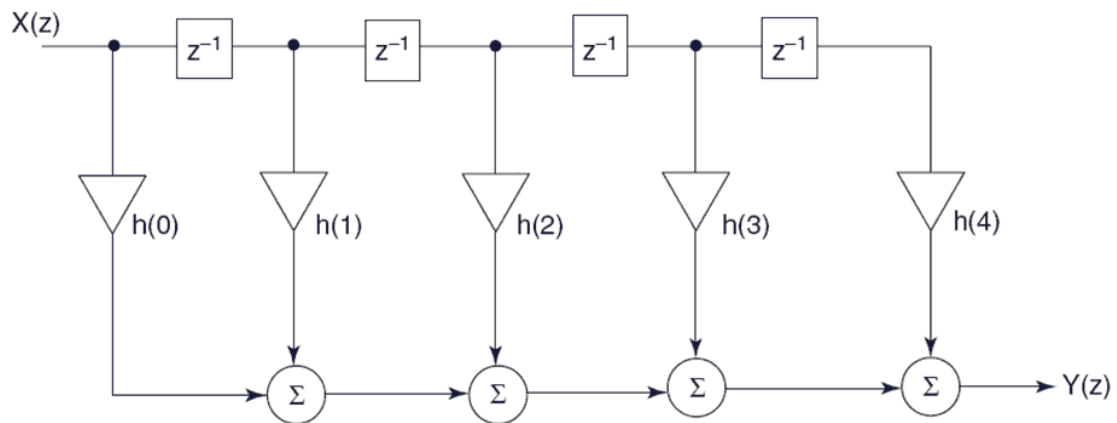 X(z)
z⁻¹ z⁻¹ z⁻¹ z⁻¹
h(0) h(1) h(2) h(3) h(4)
Σ Σ Σ Σ Y(z)